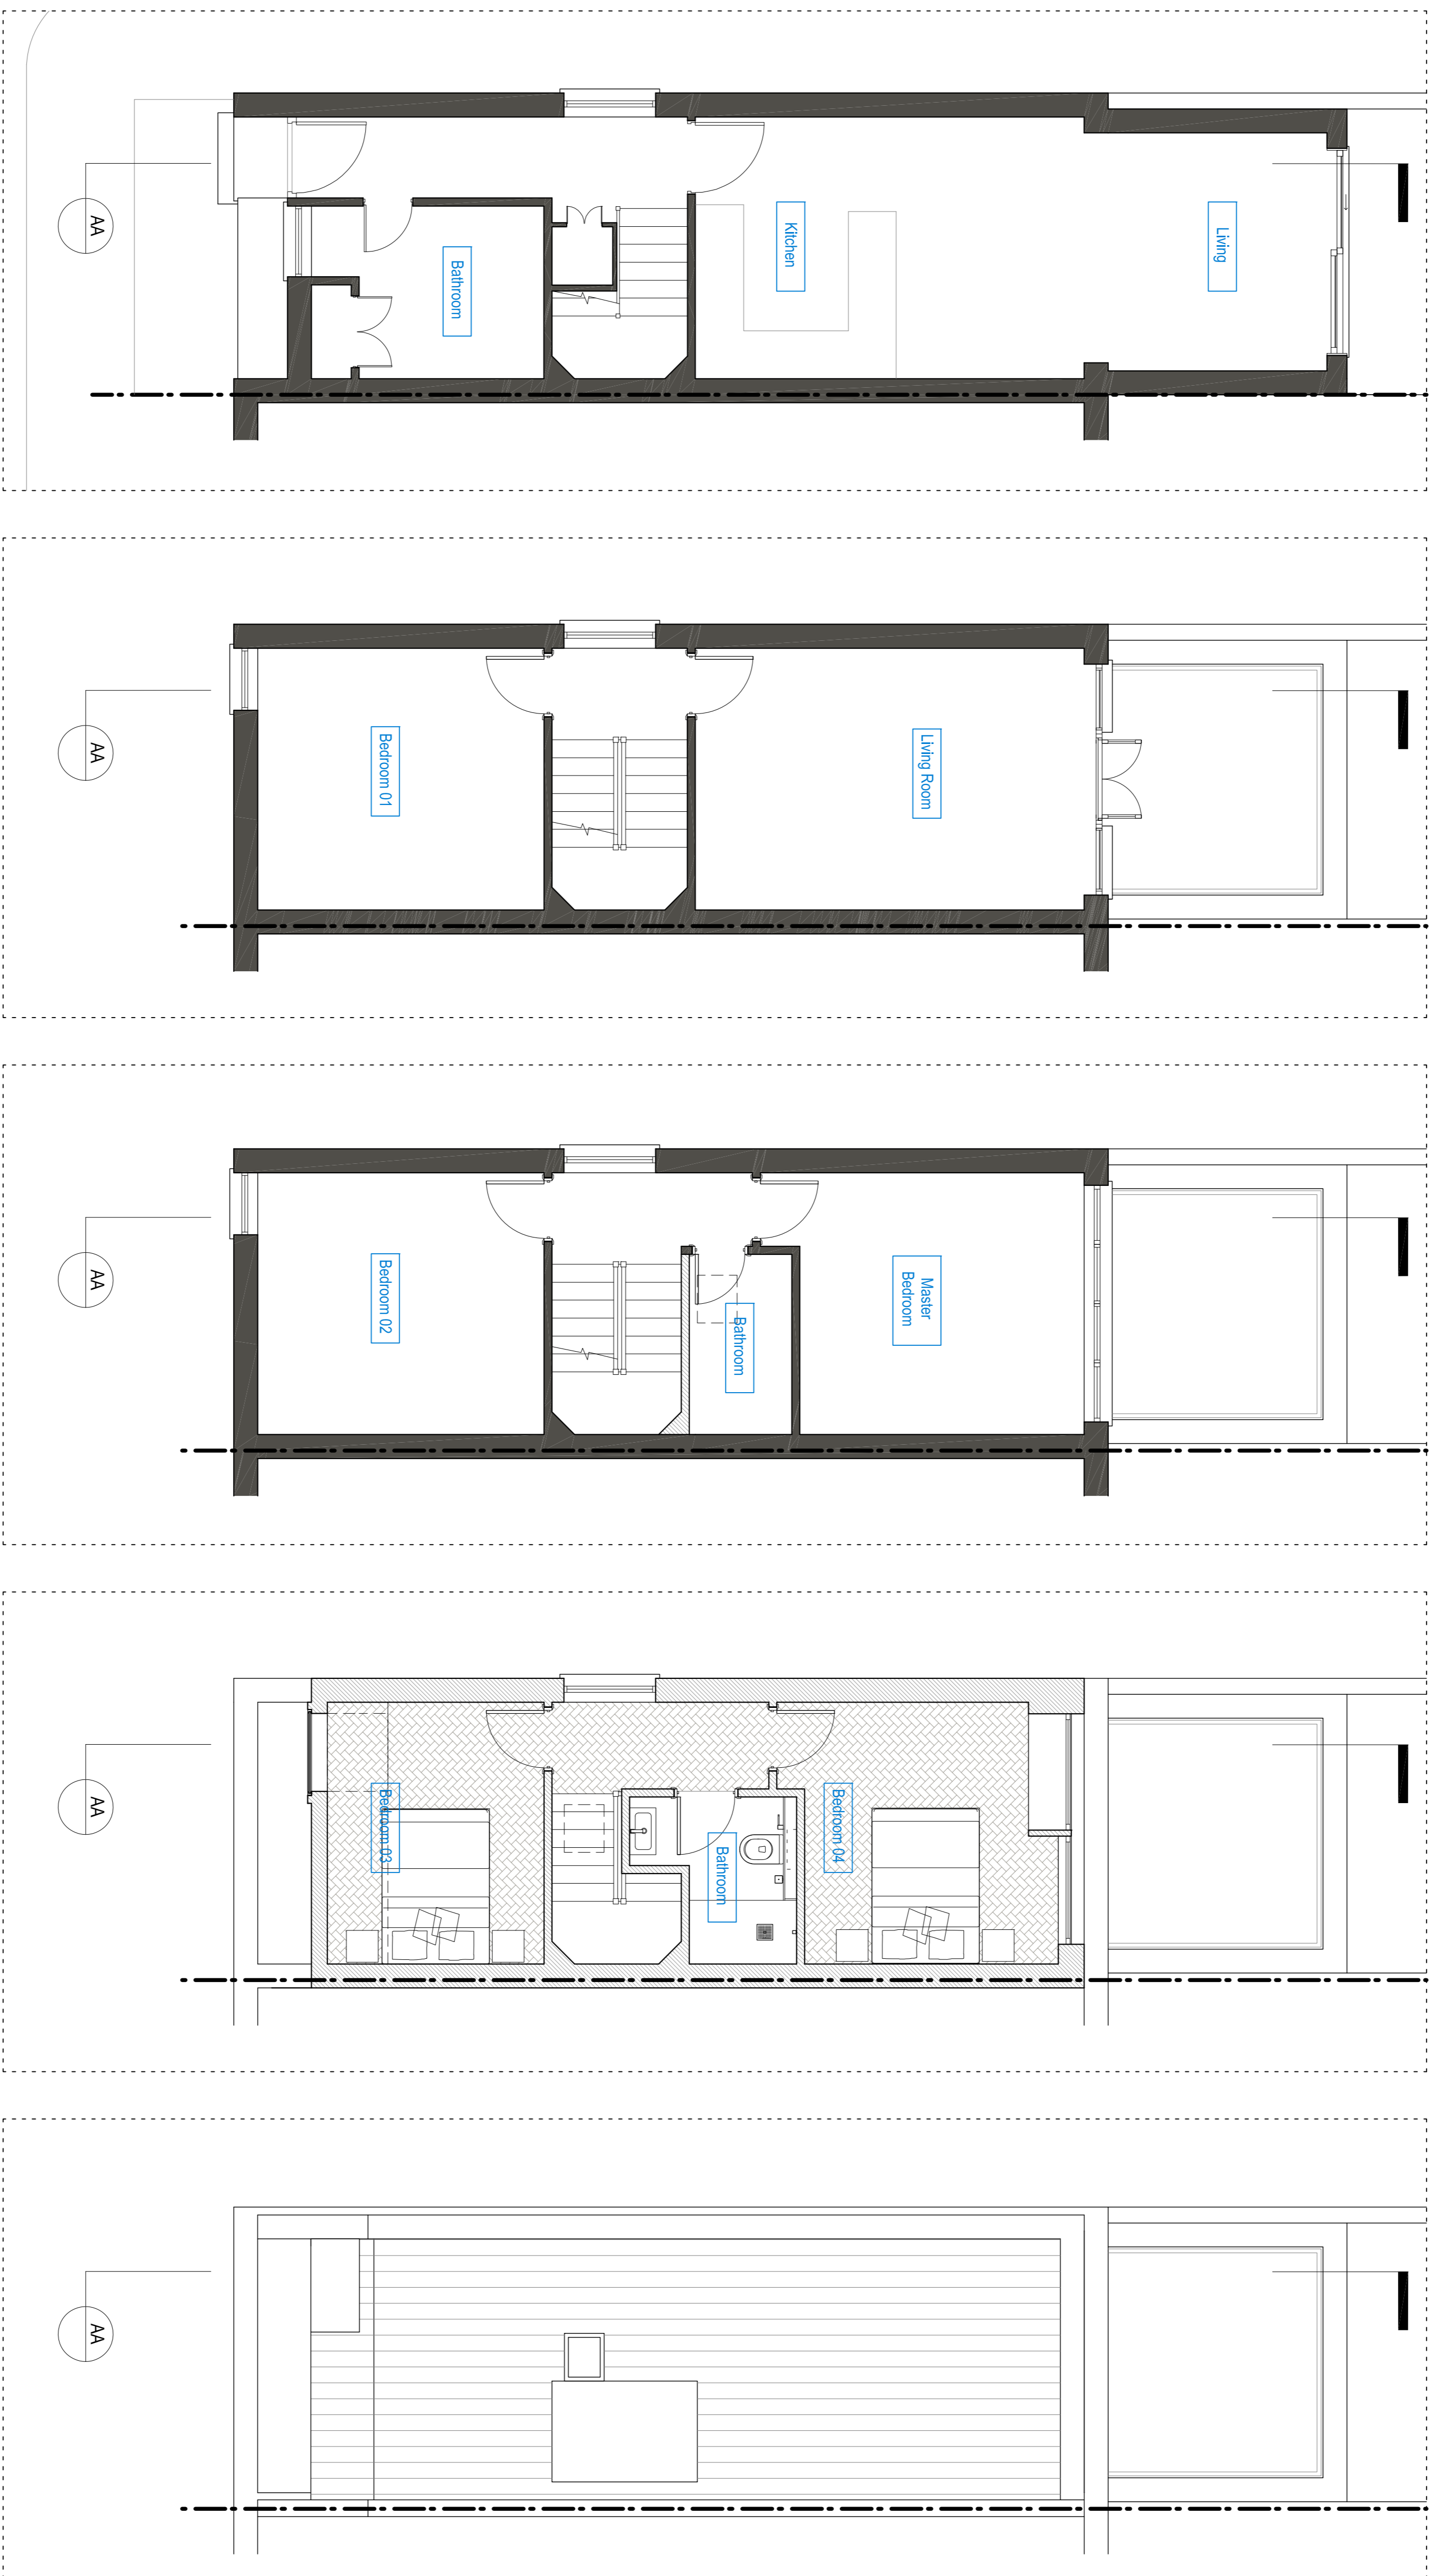 AA
Bathroom
Kitchen
Living
AA
Bedroom 01
Living Room
AA
Bedroom 02
Bathroom
Master
Bedroom
AA
Bedroom 03
Bathroom
Bedroom 04
AA